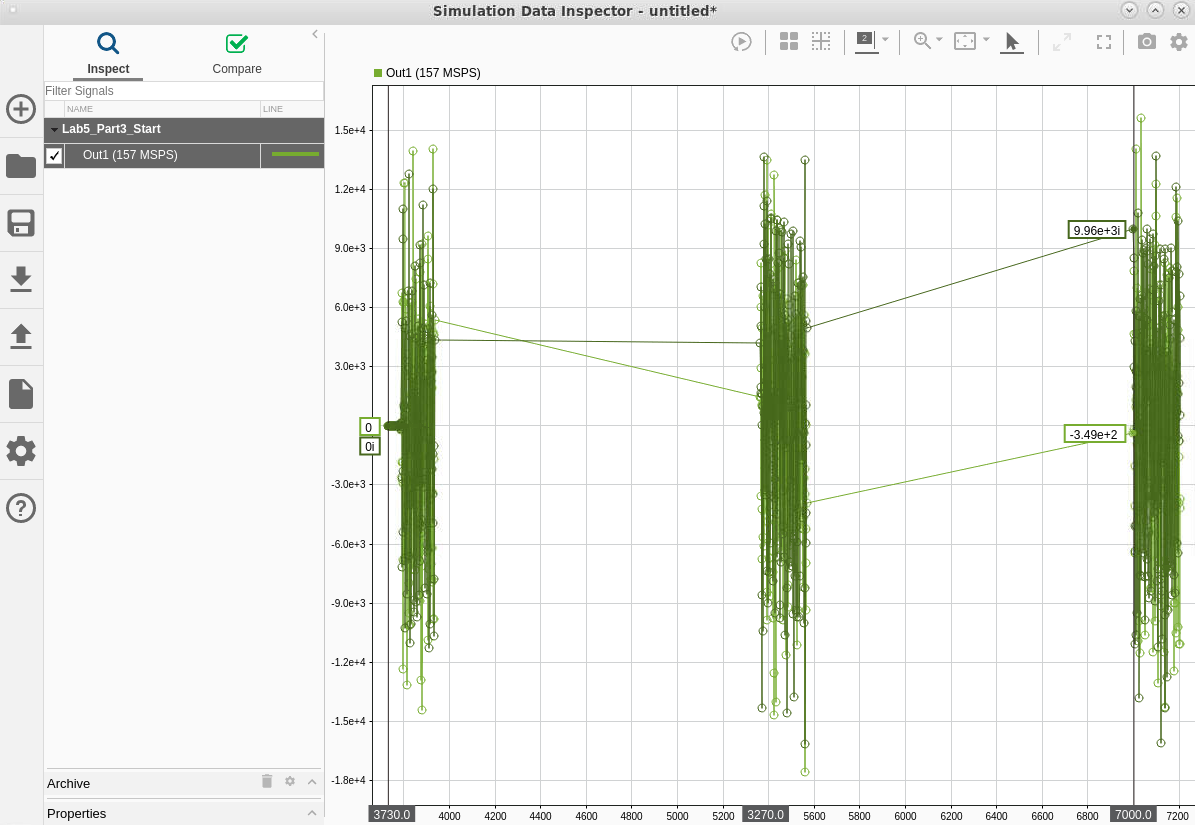 Simulation Data Inspector - untitled*
Inspect
Compare
Filter Signals
NAME
LINE
Lab5_Part3_Start
Out1 (157 MSPS)
Archive
Properties
2
Out1 (157 MSPS)
1.5e+4
1.2e+4
9.0e+3
6.0e+3
3.0e+3
0
0i
-3.0e+3
-6.0e+3
-9.0e+3
-1.2e+4
-1.5e+4
-1.8e+4
9.96e+3i
-3.49e+2
3730.0
4000
4200
4400
4600
4800
5000
5200
3270.0
5600
5800
6000
6200
6400
6600
6800
7000.0
7200